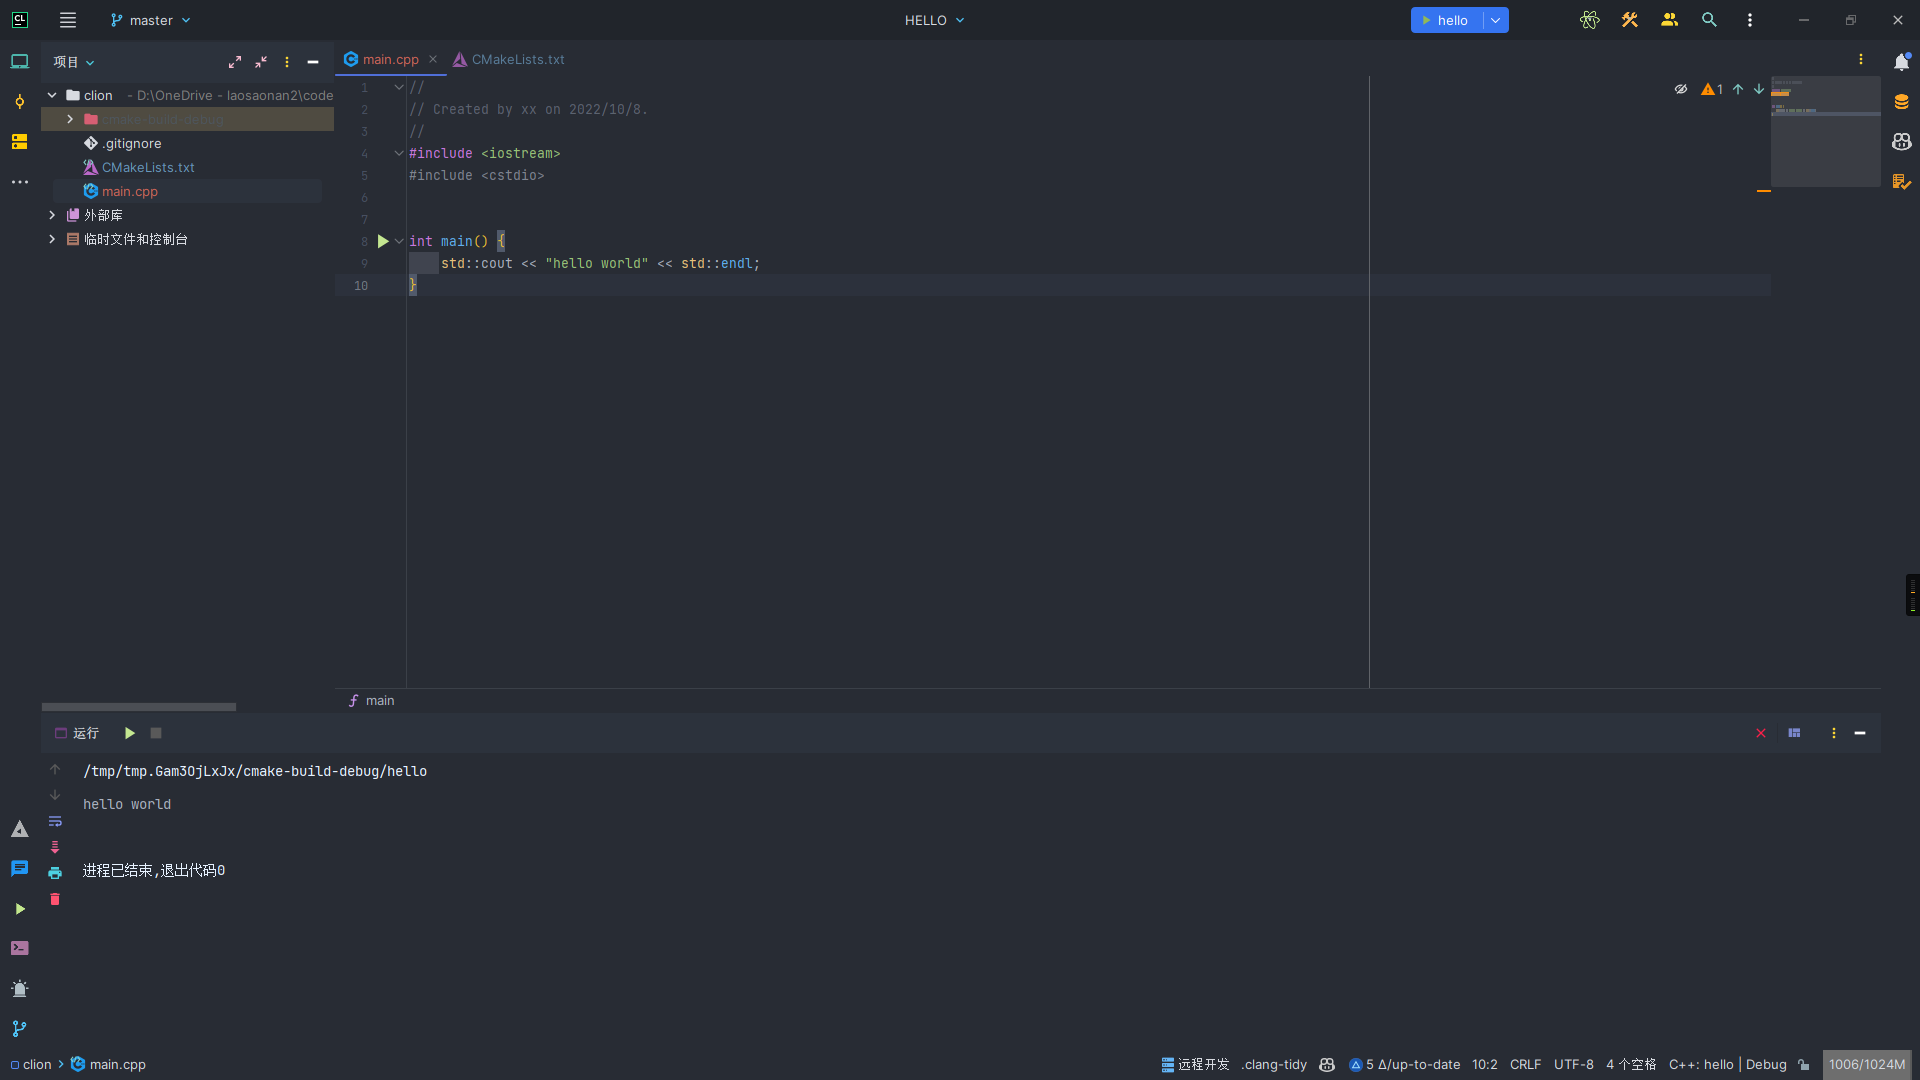 CL
master
HELLO
hello
项目
main.cpp
CMakeLists.txt
clion - D:\OneDrive - laosaonan2\code
cmake-build-debug
.gitignore
CMakeLists.txt
main.cpp
外部库
临时文件和控制台
1 //
2 // Created by xx on 2022/10/8.
3 //
4 #include <iostream>
5 #include <cstdio>
6
7
8 int main() {
9 std::cout << "hello world" << std::endl;
10 }
1
main
运行
/tmp/tmp.Gam3OjLxJx/cmake-build-debug/hello
hello world
进程已结束,退出代码0
clion main.cpp
远程开发 .clang-tidy 5 Δ/up-to-date 10:2 CRLF UTF-8 4 个空格 C++: hello | Debug 1006/1024M